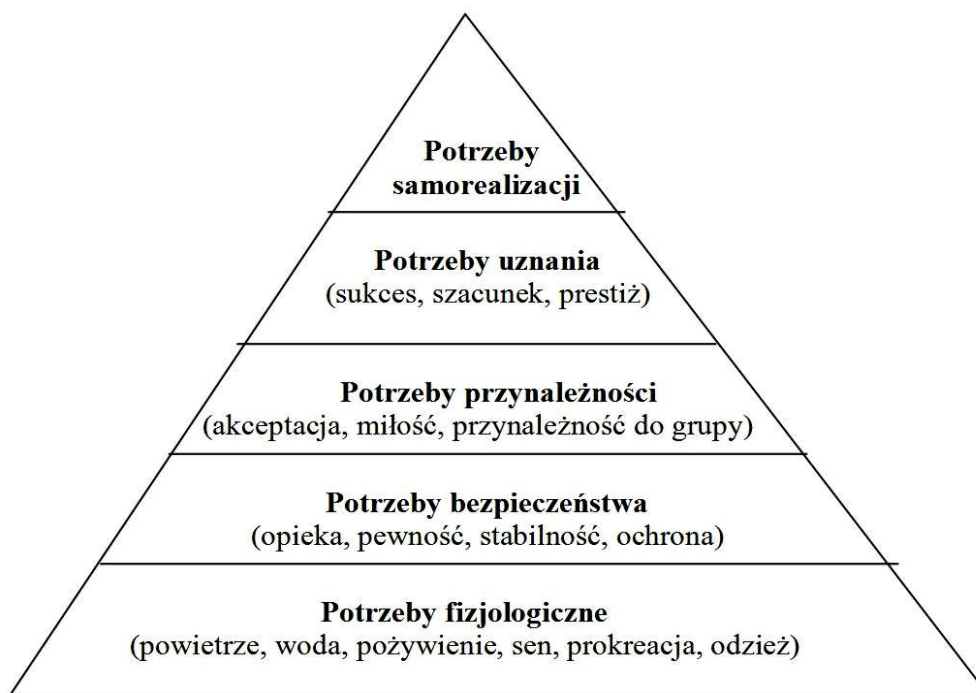 Potrzeby
samorealizacji
Potrzeby uznania
(sukces, szacunek, prestiż)
Potrzeby przynależności
(akceptacja, miłość, przynależność do grupy)
Potrzeby bezpieczeństwa
(opieka, pewność, stabilność, ochrona)
Potrzeby fizjologiczne
(powietrze, woda, pożywienie, sen, prokreacja, odzież)